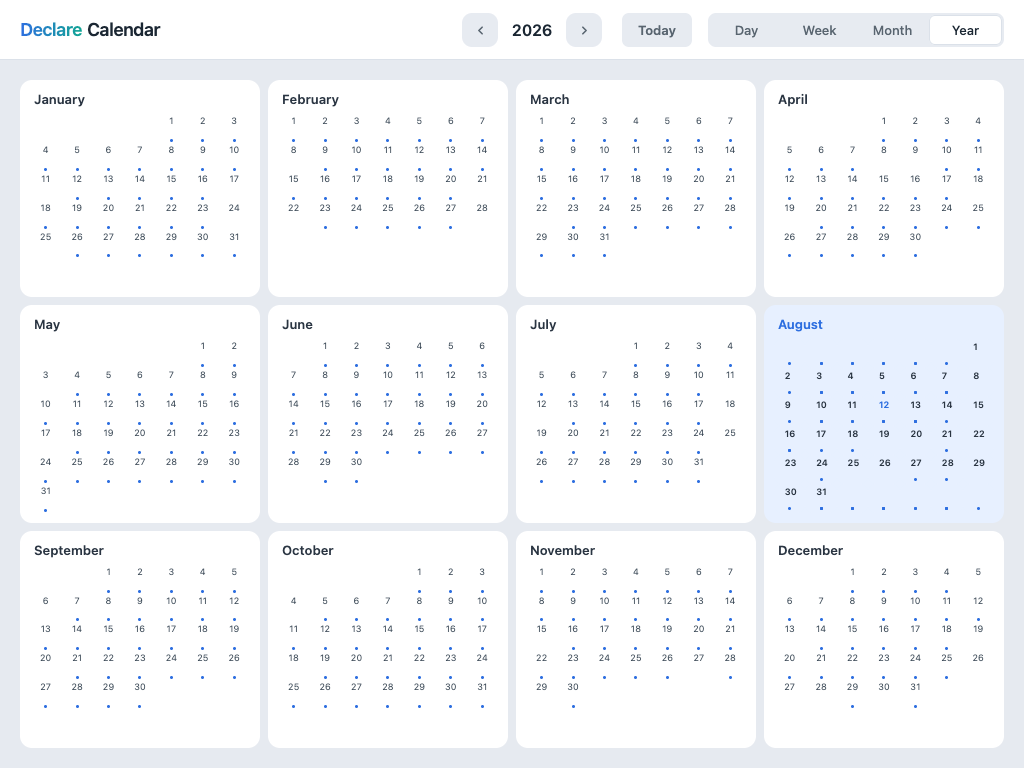 Declare Calendar
2026
Today
Day Week Month Year
January February March April
1 2 3 1 2 3 4 5 6 7 1 2 3 4 5 6 7 1 2 3 4
4 5 6 7 8 9 10 8 9 10 11 12 13 14 8 9 10 11 12 13 14 5 6 7 8 9 10 11
11 12 13 14 15 16 17 15 16 17 18 19 20 21 15 16 17 18 19 20 21 12 13 14 15 16 17 18
18 19 20 21 22 23 24 22 23 24 25 26 27 28 22 23 24 25 26 27 28 19 20 21 22 23 24 25
25 26 27 28 29 30 31 29 30 31 26 27 28 29 30
May June July August
1 2 1 2 3 4 5 6 1 2 3 4 1
3 4 5 6 7 8 9 7 8 9 10 11 12 13 5 6 7 8 9 10 11 2 3 4 5 6 7 8
10 11 12 13 14 15 16 14 15 16 17 18 19 20 12 13 14 15 16 17 18 9 10 11 12 13 14 15
17 18 19 20 21 22 23 21 22 23 24 25 26 27 19 20 21 22 23 24 25 16 17 18 19 20 21 22
24 25 26 27 28 29 30 28 29 30 26 27 28 29 30 31 23 24 25 26 27 28 29
31 30 31
September October November December
1 2 3 4 5 1 2 3 1 2 3 4 5 6 7 1 2 3 4 5
6 7 8 9 10 11 12 4 5 6 7 8 9 10 8 9 10 11 12 13 14 6 7 8 9 10 11 12
13 14 15 16 17 18 19 11 12 13 14 15 16 17 15 16 17 18 19 20 21 13 14 15 16 17 18 19
20 21 22 23 24 25 26 18 19 20 21 22 23 24 22 23 24 25 26 27 28 20 21 22 23 24 25 26
27 28 29 30 25 26 27 28 29 30 31 29 30 27 28 29 30 31